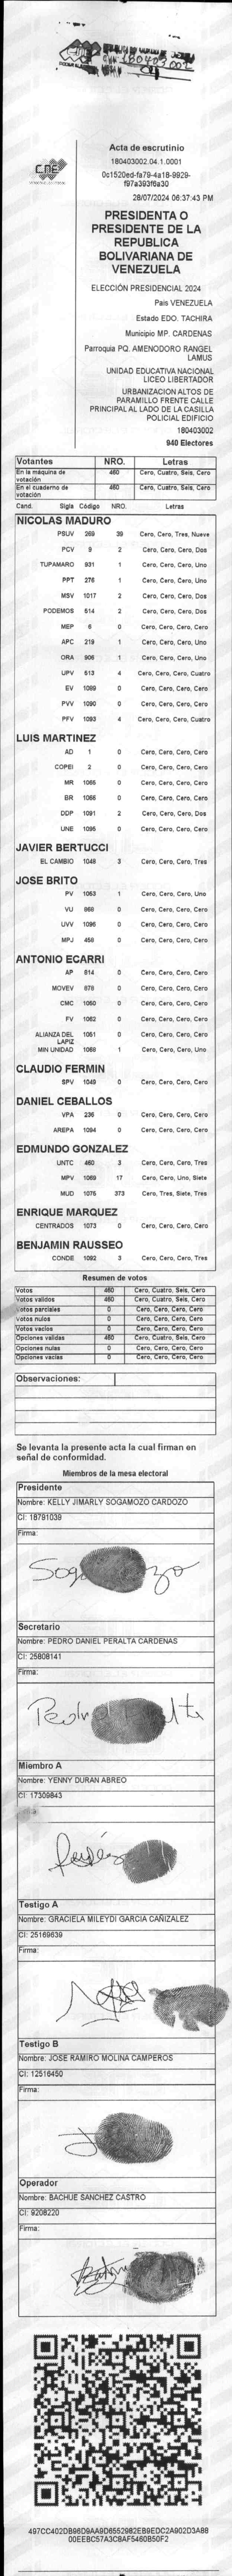 180403002
04
CNE
Acta de escrutinio
180403002.04.1.0001
0c1520ed-fa79-4a18-9929-
f97a393f6a30
28/07/2024 06:37:43 PM
PRESIDENTA O
PRESIDENTE DE LA
REPUBLICA
BOLIVARIANA DE
VENEZUELA
ELECCIÓN PRESIDENCIAL 2024
Pais VENEZUELA
Estado EDO. TACHIRA
Municipio MP. CARDENAS
Parroquia PQ. AMENODORO RANGEL
LAMUS
UNIDAD EDUCATIVA NACIONAL
LICEO LIBERTADOR
URBANIZACION ALTOS DE
PARAMILLO FRENTE CALLE
PRINCIPAL AL LADO DE LA CASILLA
POLICIAL EDIFICIO
180403002
940 Electores
Votantes NRO. Letras
En la máquina de votación 460 Cero, Cuatro, Seis, Cero
En el cuaderno de votación 460 Cero, Cuatro, Seis, Cero
Cand. Sigla Código NRO. Letras
NICOLAS MADURO
PSUV 269 39 Cero, Cero, Tres, Nueve
PCV 9 2 Cero, Cero, Cero, Dos
TUPAMARO 931 1 Cero, Cero, Cero, Uno
PPT 276 1 Cero, Cero, Cero, Uno
MSV 1017 2 Cero, Cero, Cero, Dos
PODEMOS 514 2 Cero, Cero, Cero, Dos
MEP 6 0 Cero, Cero, Cero, Cero
APC 219 1 Cero, Cero, Cero, Uno
ORA 906 1 Cero, Cero, Cero, Uno
UPV 513 4 Cero, Cero, Cero, Cuatro
EV 1089 0 Cero, Cero, Cero, Cero
PVV 1090 0 Cero, Cero, Cero, Cero
PFV 1093 4 Cero, Cero, Cero, Cuatro
LUIS MARTINEZ
AD 1 0 Cero, Cero, Cero, Cero
COPEI 2 0 Cero, Cero, Cero, Cero
MR 1065 0 Cero, Cero, Cero, Cero
BR 1066 0 Cero, Cero, Cero, Cero
DDP 1091 2 Cero, Cero, Cero, Dos
UNE 1095 0 Cero, Cero, Cero, Cero
JAVIER BERTUCCI
EL CAMBIO 1048 3 Cero, Cero, Cero, Tres
JOSE BRITO
PV 1053 1 Cero, Cero, Cero, Uno
VU 868 0 Cero, Cero, Cero, Cero
UVV 1096 0 Cero, Cero, Cero, Cero
MPJ 458 0 Cero, Cero, Cero, Cero
ANTONIO ECARRI
AP 814 0 Cero, Cero, Cero, Cero
MOVEV 878 0 Cero, Cero, Cero, Cero
CMC 1050 0 Cero, Cero, Cero, Cero
FV 1062 0 Cero, Cero, Cero, Cero
ALIANZA DEL LAPIZ 1051 0 Cero, Cero, Cero, Cero
MIN UNIDAD 1068 1 Cero, Cero, Cero, Uno
CLAUDIO FERMIN
SPV 1049 0 Cero, Cero, Cero, Cero
DANIEL CEBALLOS
VPA 236 0 Cero, Cero, Cero, Cero
AREPA 1094 0 Cero, Cero, Cero, Cero
EDMUNDO GONZALEZ
UNTC 460 3 Cero, Cero, Cero, Tres
MPV 1069 17 Cero, Cero, Uno, Siete
MUD 1075 373 Cero, Tres, Siete, Tres
ENRIQUE MARQUEZ
CENTRADOS 1073 0 Cero, Cero, Cero, Cero
BENJAMIN RAUSSEO
CONDE 1092 3 Cero, Cero, Cero, Tres
Resumen de votos
Votos 460 Cero, Cuatro, Seis, Cero
Votos validos 460 Cero, Cuatro, Seis, Cero
Votos parciales 0 Cero, Cero, Cero, Cero
Votos nulos 0 Cero, Cero, Cero, Cero
Votos vacios 0 Cero, Cero, Cero, Cero
Opciones validas 460 Cero, Cuatro, Seis, Cero
Opciones nulas 0 Cero, Cero, Cero, Cero
Opciones vacias 0 Cero, Cero, Cero, Cero
Observaciones:
Se levanta la presente acta la cual firman en
señal de conformidad.
Miembros de la mesa electoral
Presidente
Nombre: KELLY JIMARLY SOGAMOZO CARDOZO
CI: 18791039
Firma:
Secretario
Nombre: PEDRO DANIEL PERALTA CARDENAS
CI: 25808141
Firma:
Miembro A
Nombre: YENNY DURAN ABREO
CI: 17309843
Testigo A
Nombre: GRACIELA MILEYDI GARCIA CAÑIZALEZ
CI: 25169639
Firma:
Testigo B
Nombre: JOSE RAMIRO MOLINA CAMPEROS
CI: 12516450
Firma:
Operador
Nombre: BACHUE SANCHEZ CASTRO
CI: 9208220
Firma:
497CC402DB96D9AA9D6552982EB9EDC2A902D3A88
00EEBC57A3C8AF5460B50F2